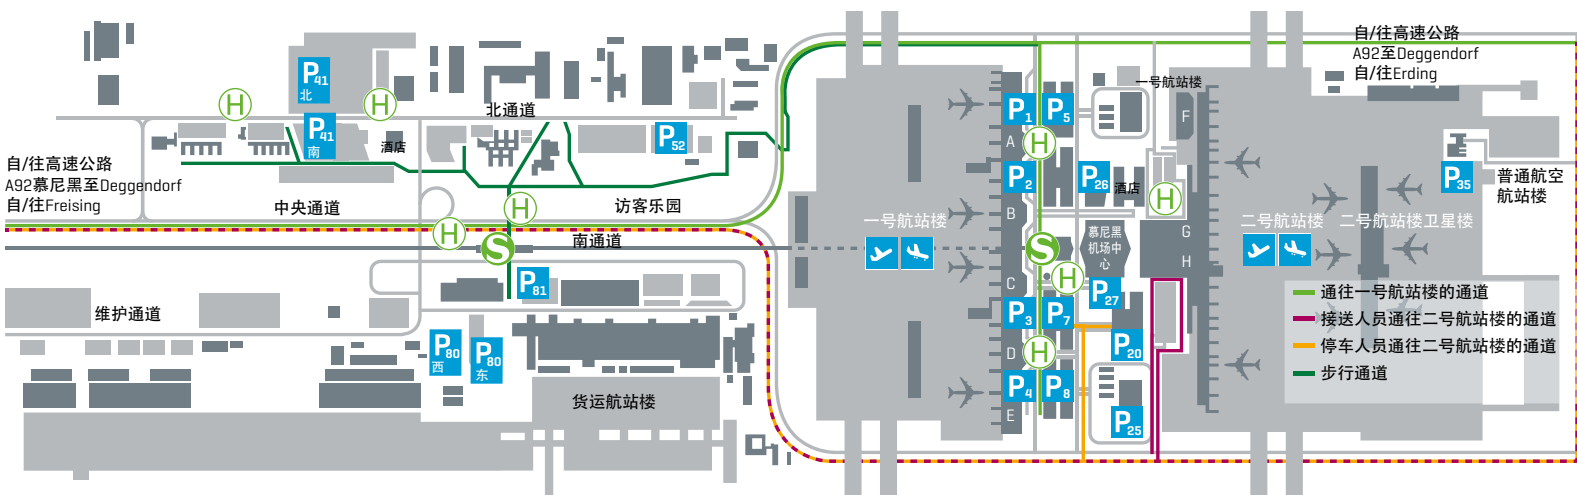 自/往高速公路
A92至Deggendorf
自/往Erding
P41
北
H
H
北通道
P41
南
酒店
P52
自/往高速公路
A92慕尼黑至Deggendorf
自/往Freising
中央通道
H
H
访客乐园
S
南通道
P81
维护通道
P80
西
P80
东
货运航站楼
一号航站楼
P1
P5
A
H
P2
P26
酒店
B
H
S
慕尼黑
机场中
心
C
H
P27
P3
P7
D
H
P20
P4
P8
E
P25
一号航站楼
F
G
H
二号航站楼
二号航站楼卫星楼
P35
普通航空
航站楼
通往一号航站楼的通道
接送人员通往二号航站楼的通道
停车人员通往二号航站楼的通道
步行通道